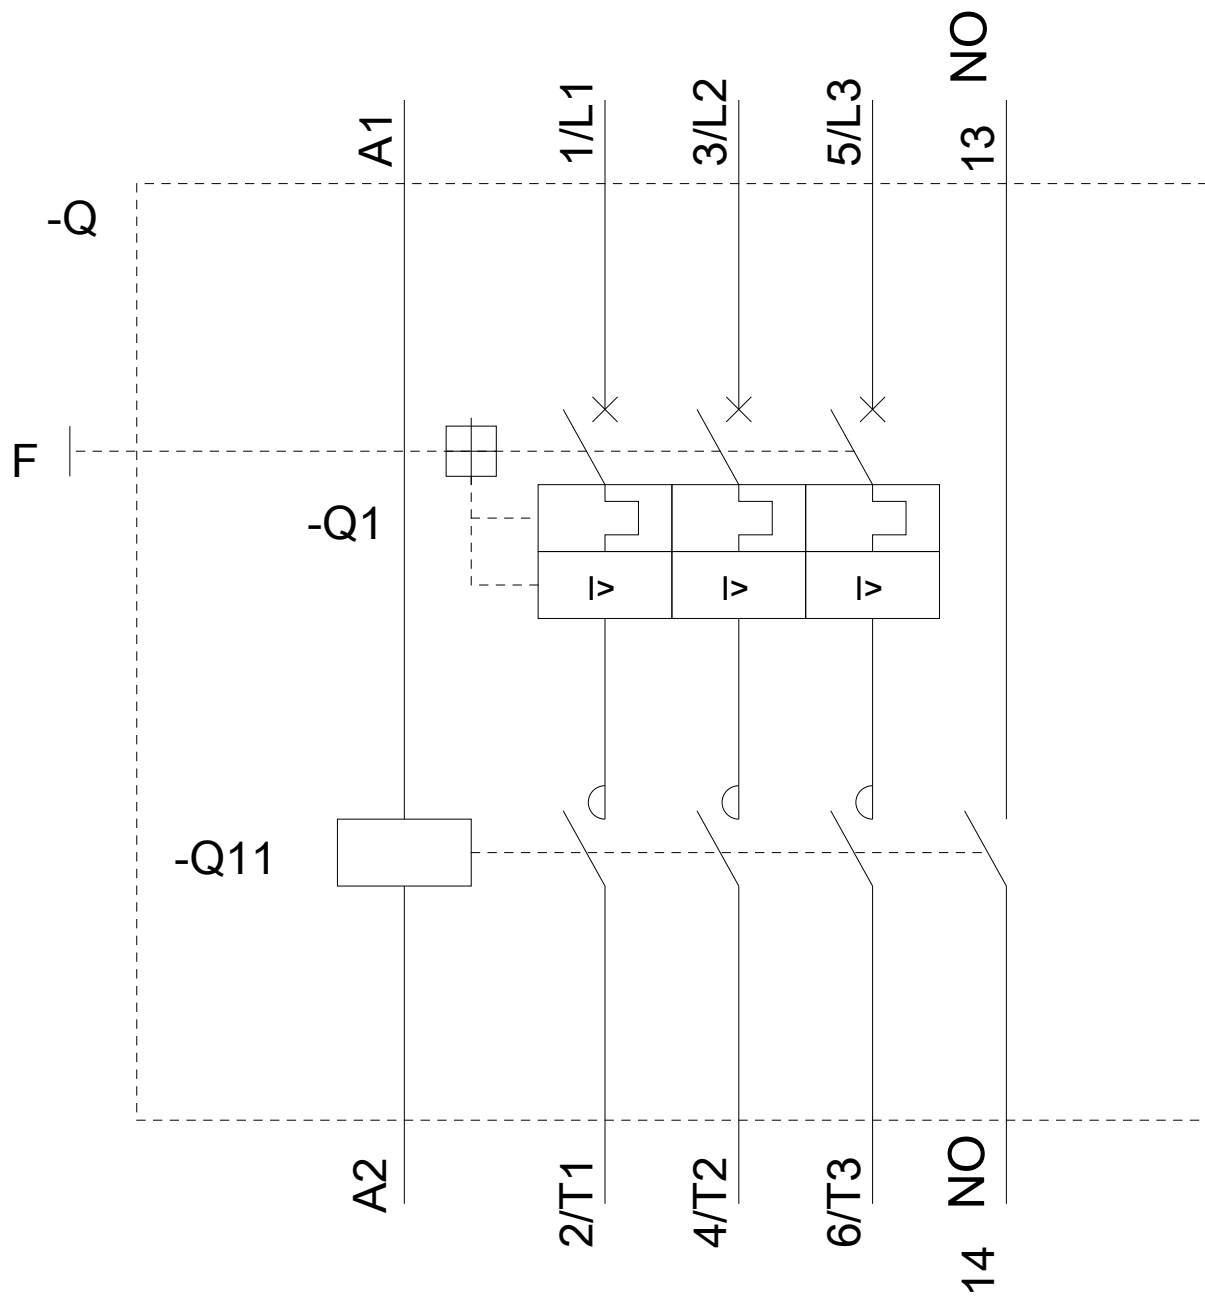 A1
1/L1
3/L2
5/L3
13 NO
-Q
F
-Q1
I>
I>
I>
-Q11
A2
2/T1
4/T2
6/T3
14 NO